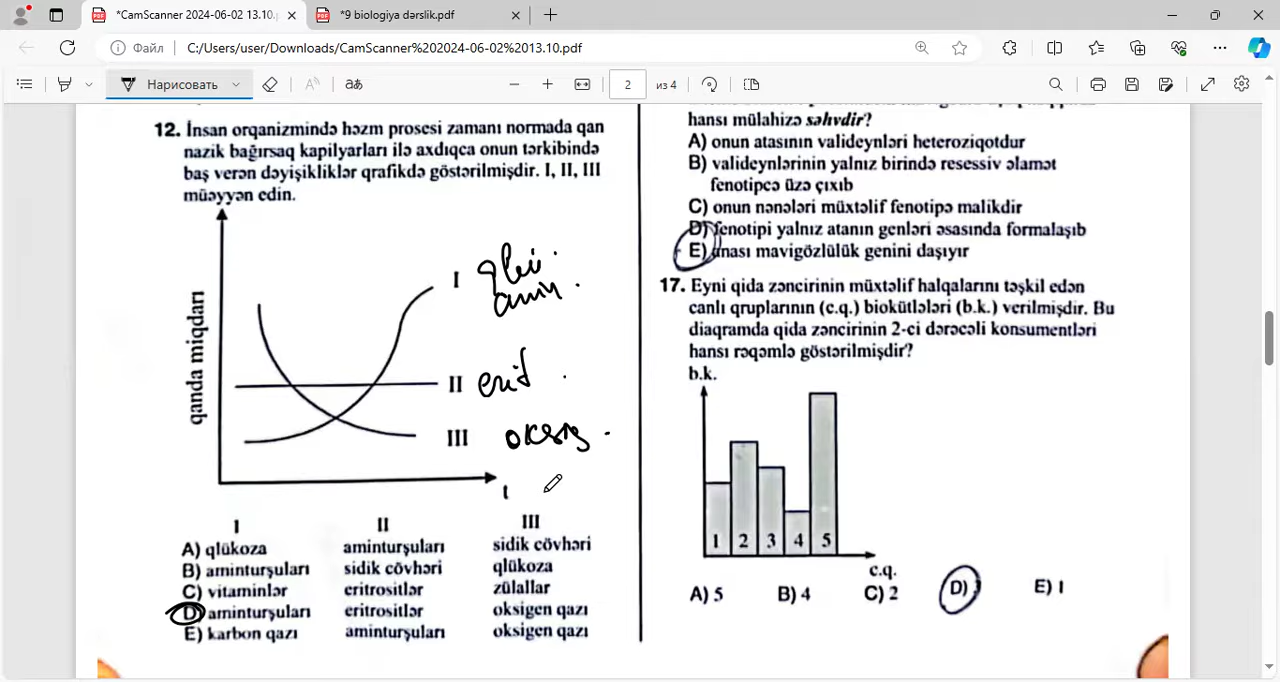 *CamScanner 2024-06-02 13.10.p
*9 biologiya dərslik.pdf
Файл
C:/Users/user/Downloads/CamScanner%202024-06-02%2013.10.pdf
Нарисовать
2
из 4
12. İnsan orqanizmində həzm prosesi zamanı normada qan
nazik bağırsaq kapilyarları ilə axdıqca onun tərkibində
baş verən dəyişikliklər qrafikdə göstərilmişdir. I, II, III
müəyyən edin.
qanda miqdarı
I
amin
II erit
III oksig
t
I II III
A) qlükoza aminturşuları sidik cövhəri
B) aminturşuları sidik cövhəri qlükoza
C) vitaminlər eritrositlər zülallar
D) aminturşuları eritrositlər oksigen qazı
E) karbon qazı aminturşuları oksigen qazı
hansı mülahizə səhvdir?
A) onun atasının valideynləri heteroziqotdur
B) valideynlərinin yalnız birində resessiv əlamət
fenotipcə üzə çıxıb
C) onun nənələri müxtəlif fenotipə malikdir
D) fenotipi yalnız atanın genləri əsasında formalaşıb
E) anası mavigözlülük genini daşıyır
17. Eyni qida zəncirinin müxtəlif halqalarını təşkil edən
canlı qruplarının (c.q.) biokütlələri (b.k.) verilmişdir. Bu
diaqramda qida zəncirinin 2-ci dərəcəli konsumentləri
hansı rəqəmlə göstərilmişdir?
b.k.
1 2 3 4 5
c.q.
A) 5 B) 4 C) 2 D) E) 1